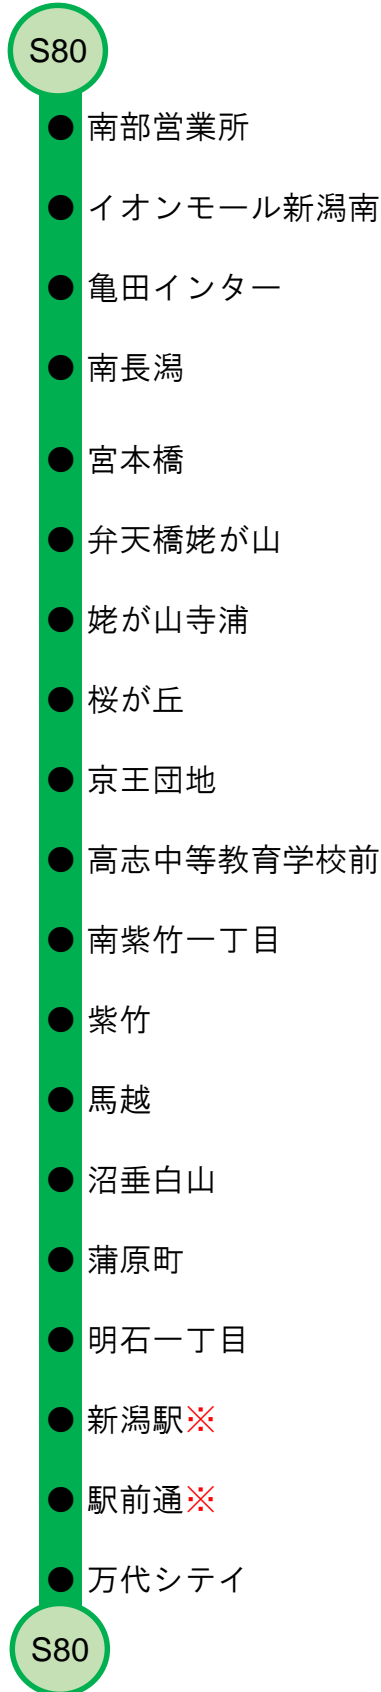 S80
南部営業所
イオンモール新潟南
亀田インター
南長潟
宮本橋
弁天橋姥が山
姥が山寺浦
桜が丘
京王団地
高志中等教育学校前
南紫竹一丁目
紫竹
馬越
沼垂白山
蒲原町
明石一丁目
新潟駅※
駅前通※
万代シテイ
S80